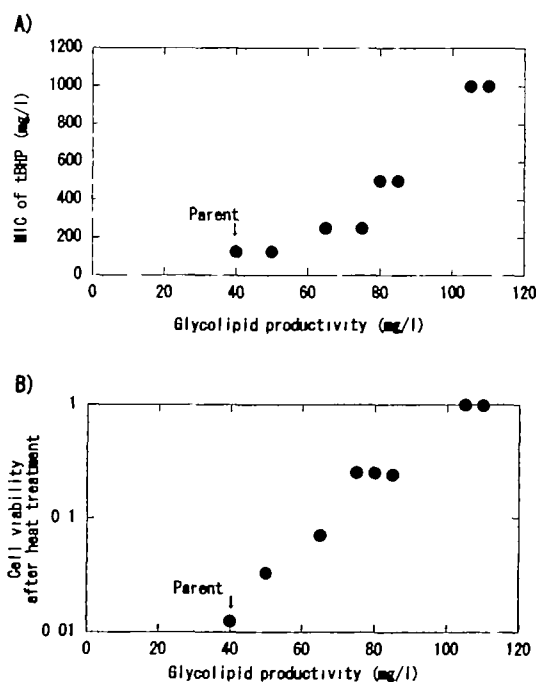 A)
1200
1000
800
600
400
200
0
MIC of tBHP (mg/l)
Parent
↓
0 20 40 60 80 100 120
Glycolipid productivity (mg/l)
B)
1
0 1
0 01
Cell viability
after heat treatment
Parent
↓
0 20 40 60 80 100 120
Glycolipid productivity (mg/l)